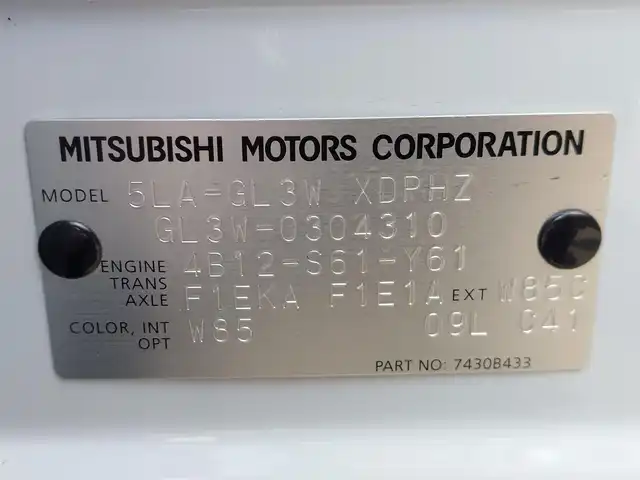 MITSUBISHI MOTORS CORPORATION
MODEL 5LA-GL3W XDPHZ
GL3W-0304310
ENGINE 4B12-S61-Y61
TRANS AXLE F1EKA F1E1A EXT W85C
COLOR, INT W85 09L C41
OPT
PART NO: 7430B433